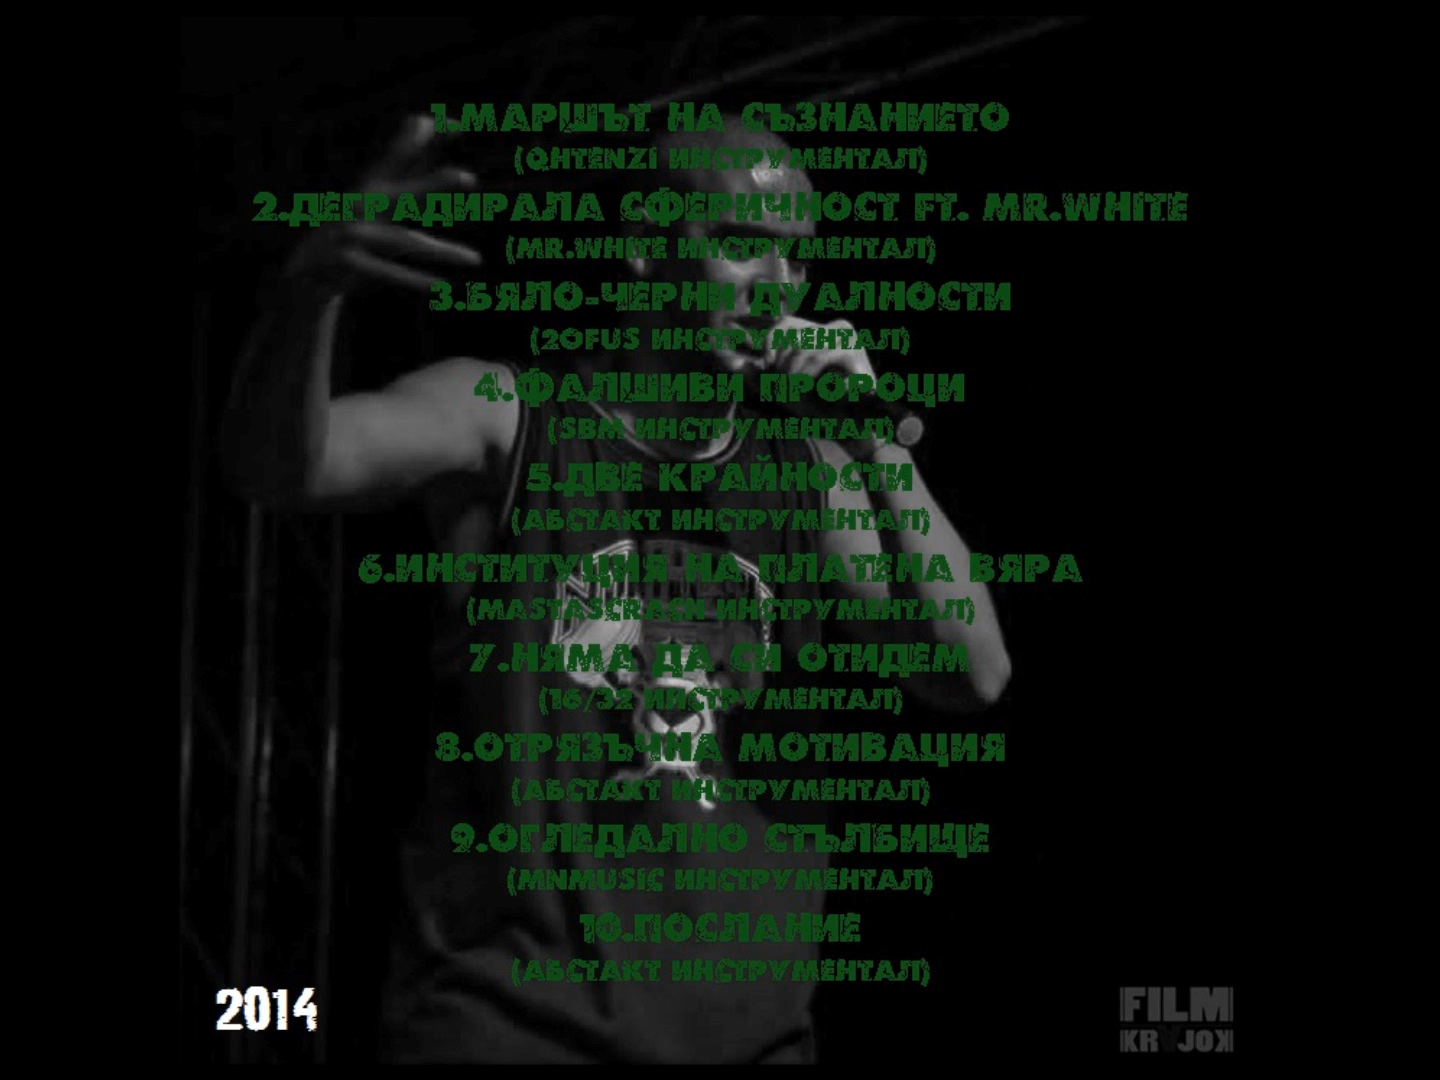 1.МАРШЪТ НА СЪЗНАНИЕТО
(QHTENZI ИНСТРУМЕНТАЛ)
2.ДЕГРАДИРАЛА СФЕРИЧНОСТ FT. MR.WHITE
(MR.WHITE ИНСТРУМЕНТАЛ)
3.БЯЛО-ЧЕРНИ ДУАЛНОСТИ
(2OFUS ИНСТРУМЕНТАЛ)
4.ФАЛШИВИ ПРОРОЦИ
(SBM ИНСТРУМЕНТАЛ)
5.ДВЕ КРАЙНОСТИ
(АБСТАКТ ИНСТРУМЕНТАЛ)
6.ИНСТИТУЦИЯ НА ПЛАТЕНА ВЯРА
(MASTASCRACH ИНСТРУМЕНТАЛ)
7.НЯМА ДА СИ ОТИДЕМ
(16/32 ИНСТРУМЕНТАЛ)
8.ОТРЯЗЪЧНА МОТИВАЦИЯ
(АБСТАКТ ИНСТРУМЕНТАЛ)
9.ОГЛЕДАЛНО СТЪЛБИЩЕ
(MNMUSIC ИНСТРУМЕНТАЛ)
10.ПОСЛАНИЕ
(АБСТАКТ ИНСТРУМЕНТАЛ)
2014
FILM
KRAJOK